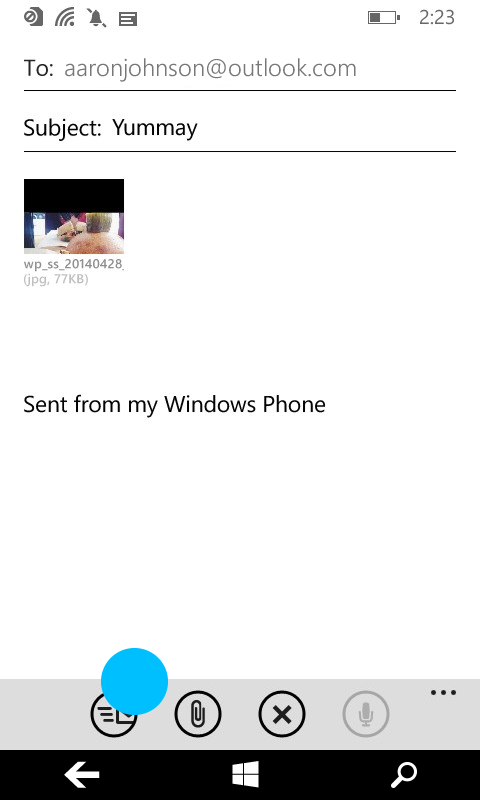 2:23
To: aaronjohnson@outlook.com
Subject: Yummay
wp_ss_20140428_
(jpg, 77KB)
Sent from my Windows Phone